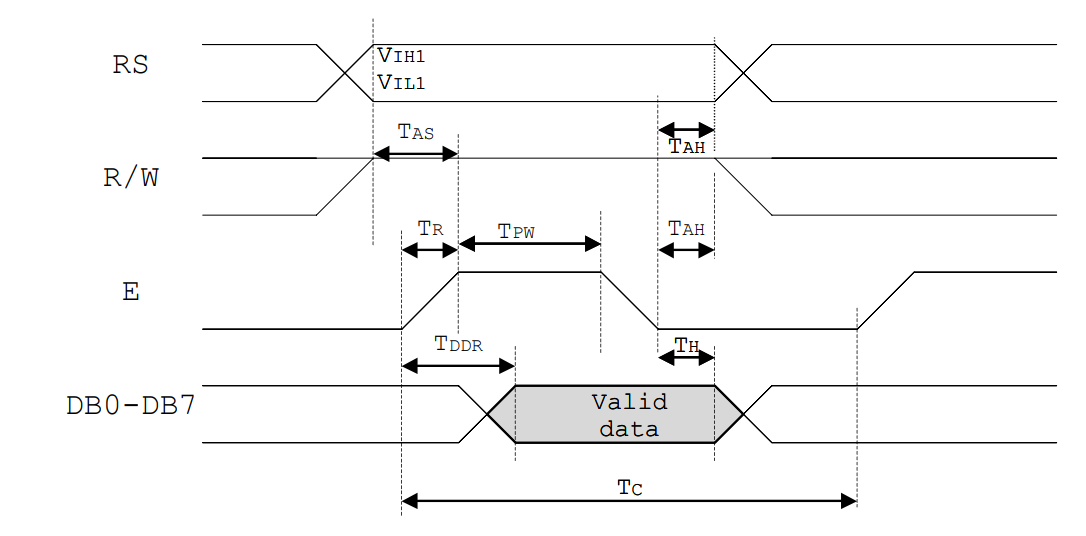 RS
VIH1
VIL1
TAS
TAH
R/W
TR
TPW
TAH
E
TDDR
TH
DB0-DB7
Valid
data
TC